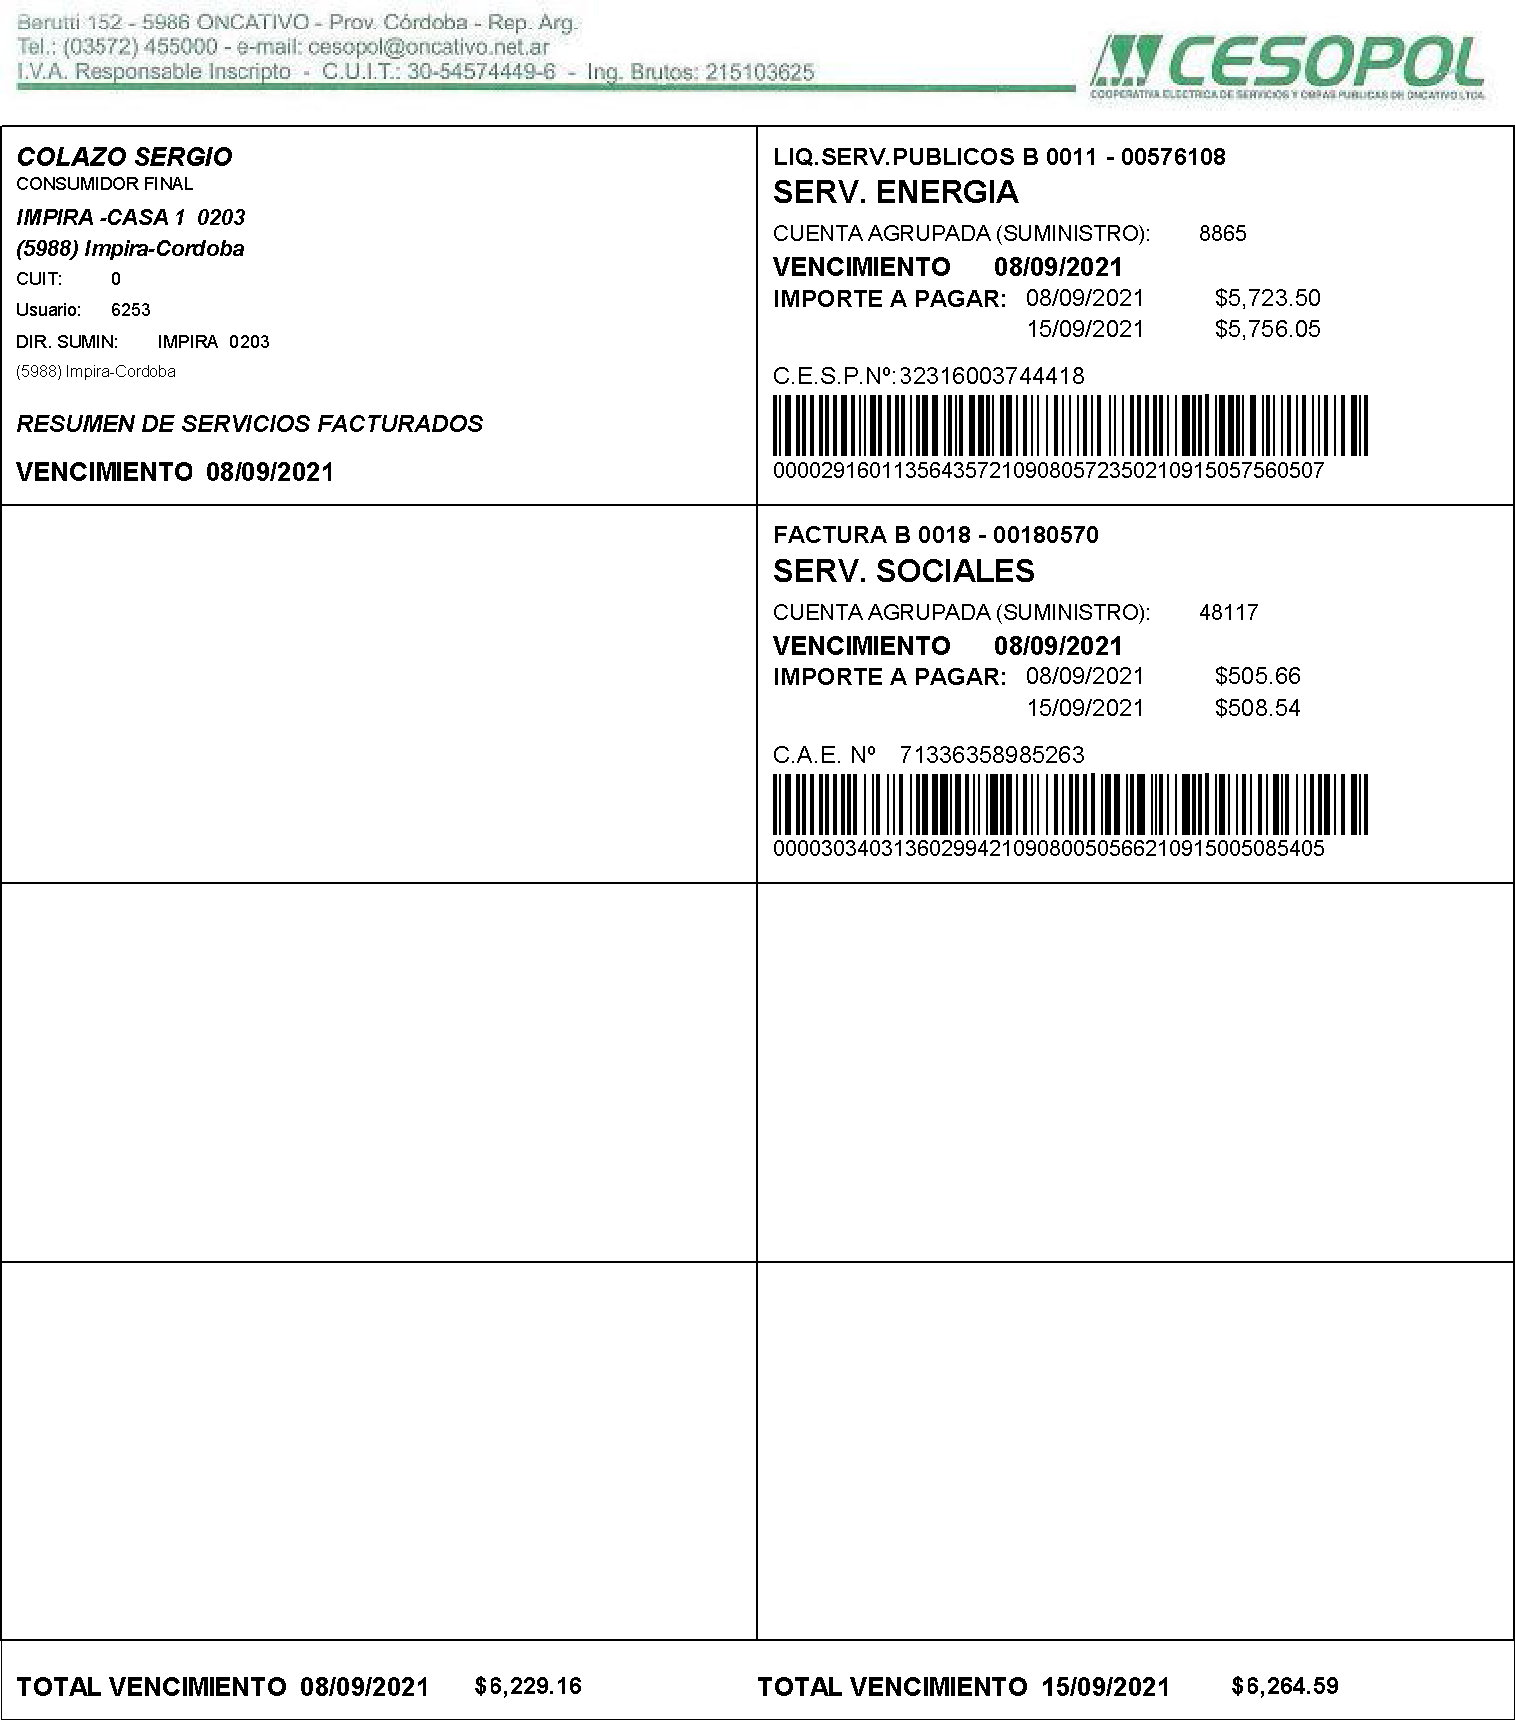 Berutti 152 - 5986 ONCATIVO - Prov. Córdoba - Rep. Arg.
Tel.: (03572) 455000 - e-mail: cesopol@oncativo.net.ar
I.V.A. Responsable Inscripto - C.U.I.T.: 30-54574449-6 - Ing. Brutos: 215103625
CESOPOL
COOPERATIVA ELECTRICA DE SERVICIOS Y OBRAS PUBLICAS DE ONCATIVO LTDA.
COLAZO SERGIO
CONSUMIDOR FINAL
IMPIRA -CASA 1 0203
(5988) Impira-Cordoba
CUIT: 0
Usuario: 6253
DIR. SUMIN: IMPIRA 0203
(5988) Impira-Cordoba
RESUMEN DE SERVICIOS FACTURADOS
VENCIMIENTO 08/09/2021
LIQ.SERV.PUBLICOS B 0011 - 00576108
SERV. ENERGIA
CUENTA AGRUPADA (SUMINISTRO): 8865
VENCIMIENTO 08/09/2021
IMPORTE A PAGAR: 08/09/2021 $5,723.50
15/09/2021 $5,756.05
C.E.S.P.Nº: 32316003744418
0000291601135643572109080572350210915057560507
FACTURA B 0018 - 00180570
SERV. SOCIALES
CUENTA AGRUPADA (SUMINISTRO): 48117
VENCIMIENTO 08/09/2021
IMPORTE A PAGAR: 08/09/2021 $505.66
15/09/2021 $508.54
C.A.E. Nº 71336358985263
0000303403136029942109080050566210915005085405
TOTAL VENCIMIENTO 08/09/2021 $6,229.16
TOTAL VENCIMIENTO 15/09/2021 $6,264.59